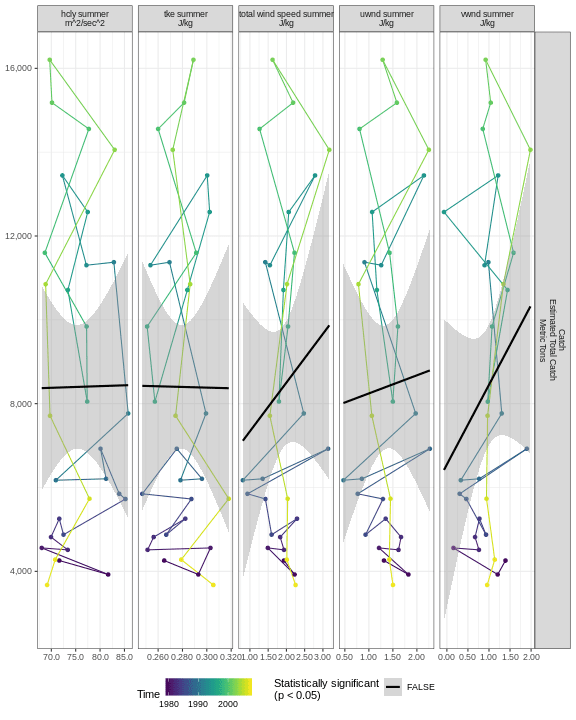 hcly summer
m^2/sec^2
tke summer
J/kg
total wind speed summer
J/kg
uwnd summer
J/kg
vwnd summer
J/kg
16,000
12,000
8,000
4,000
Catch
Estimated Total Catch
Metric Tons
70.0 75.0 80.0 85.0
0.260 0.280 0.300 0.320
1.00 1.50 2.00 2.50 3.00
0.50 1.00 1.50 2.00
0.00 0.50 1.00 1.50 2.00
Time
1980 1990 2000
Statistically significant
(p < 0.05)
FALSE